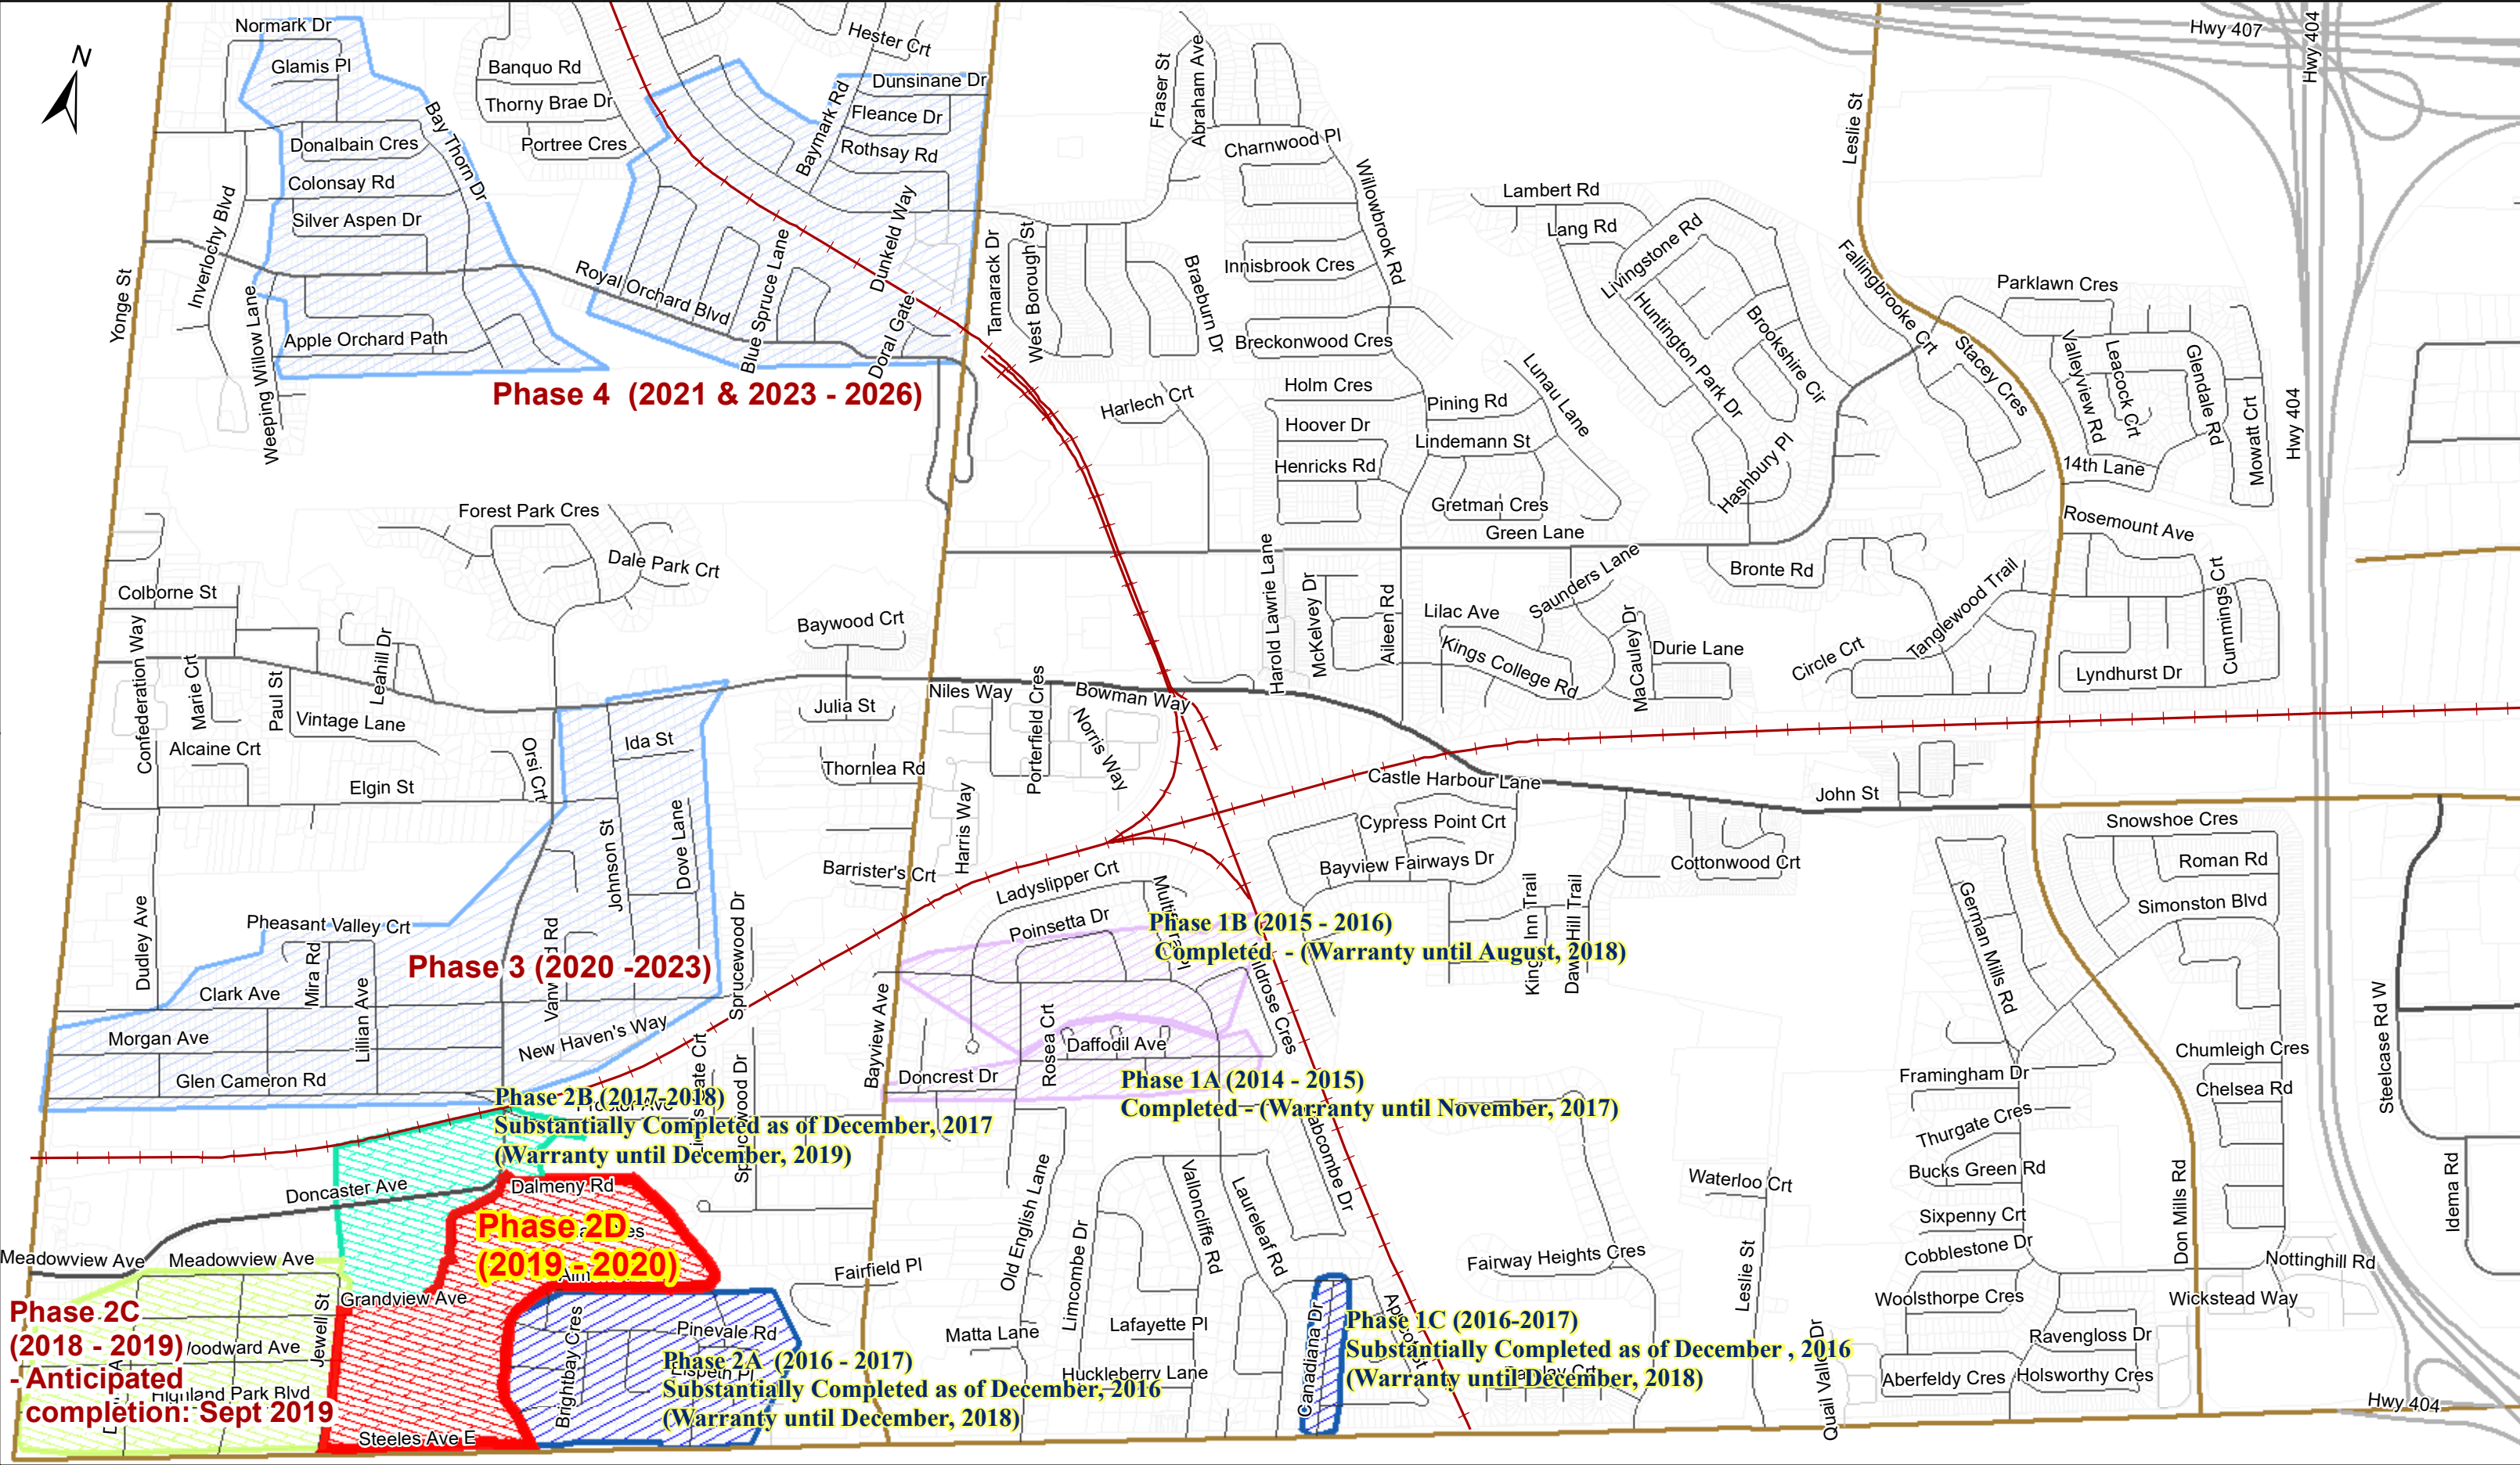 Normark Dr
Hester Crt
Hwy 407
Hwy 404
N
Glamis Pl
Banquo Rd
Dunsinane Dr
Fraser St
Abraham Ave
Leslie St
Thorny Brae Dr
Baymark Rd
Fleance Dr
Bay Thorn Dr
Donalbain Cres
Portree Cres
Rothsay Rd
Charnwood Pl
Willowbrook Rd
Colonsay Rd
Lambert Rd
Inverlochy Blvd
Silver Aspen Dr
Dunkeld Way
Lang Rd
Livingstone Rd
Tamarack Dr
West Borough St
Innisbrook Cres
Braeburn Dr
Fallingbrooke Crt
Parklawn Cres
Yonge St
Royal Orchard Blvd
Blue Spruce Lane
Doral Gate
Huntington Park Dr
Brookshire Cir
Weeping Willow Lane
Apple Orchard Path
Breckonwood Cres
Stacey Cres
Valleyview Rd
Leacock Crt
Glendale Rd
Mowatt Crt
Hwy 404
Phase 4 (2021 & 2023 - 2026)
Harlech Crt
Holm Cres
Lunau Lane
Pining Rd
Hoover Dr
Lindemann St
Henricks Rd
Hashbury Pl
14th Lane
Forest Park Cres
Gretman Cres
Green Lane
Rosemount Ave
Dale Park Crt
Colborne St
Harold Lawrie Lane
McKelvey Dr
Aileen Rd
Saunders Lane
Bronte Rd
Tanglewood Trail
Cummings Crt
Confederation Way
Baywood Crt
Lilac Ave
Marie Crt
Leahill Dr
Kings College Rd
MacAuley Dr
Durie Lane
Circle Crt
Lyndhurst Dr
Paul St
Vintage Lane
Niles Way
Porterfield Cres
Bowman Way
Julia St
Norris Way
Alcaine Crt
Orsi Crt
Ida St
Thornlea Rd
Elgin St
Castle Harbour Lane
John St
Johnson St
Dove Lane
Harris Way
Cypress Point Crt
Snowshoe Cres
Barrister's Crt
Bayview Fairways Dr
Cottonwood Crt
Roman Rd
Ladyslipper Crt
Dudley Ave
Pheasant Valley Crt
Sprucewood Dr
Poinsetta Dr
German Mills Rd
Simonston Blvd
Phase 1B (2015 - 2016)
Completed - (Warranty until August, 2018)
Mira Rd
Phase 3 (2020 -2023)
Clark Ave
Lillian Ave
Bayview Ave
Rosea Crt
Morgan Ave
New Haven's Way
Daffodil Ave
Steelcase Rd W
Chumleigh Cres
Glen Cameron Rd
Doncrest Dr
Phase 1A (2014 - 2015)
Completed - (Warranty until November, 2017)
Framingham Dr
Chelsea Rd
Phase 2B (2017-2018)
Substantially Completed as of December, 2017
(Warranty until December, 2019)
Thurgate Cres
Bucks Green Rd
Doncaster Ave
Dalmeny Rd
Old English Lane
Valloncliffe Rd
Laureleaf Rd
Waterloo Crt
Don Mills Rd
Idema Rd
Phase 2D
(2019 - 2020)
Limcombe Dr
Sixpenny Crt
Meadowview Ave
Meadowview Ave
Fairfield Pl
Fairway Heights Cres
Leslie St
Cobblestone Dr
Nottinghill Rd
Grandview Ave
Jewell St
Phase 2C
(2018 - 2019)
- Anticipated
completion: Sept 2019
Highland Park Blvd
Brightbay Cres
Pinevale Rd
Matta Lane
Lafayette Pl
Canadiana Dr
Phase 1C (2016-2017)
Substantially Completed as of December , 2016
(Warranty until December, 2018)
Woolsthorpe Cres
Wickstead Way
Ravengloss Dr
Phase 2A (2016 - 2017)
Substantially Completed as of December, 2016
(Warranty until December, 2018)
Huckleberry Lane
Quail Valley Dr
Aberfeldy Cres
Holsworthy Cres
Steeles Ave E
Hwy 404